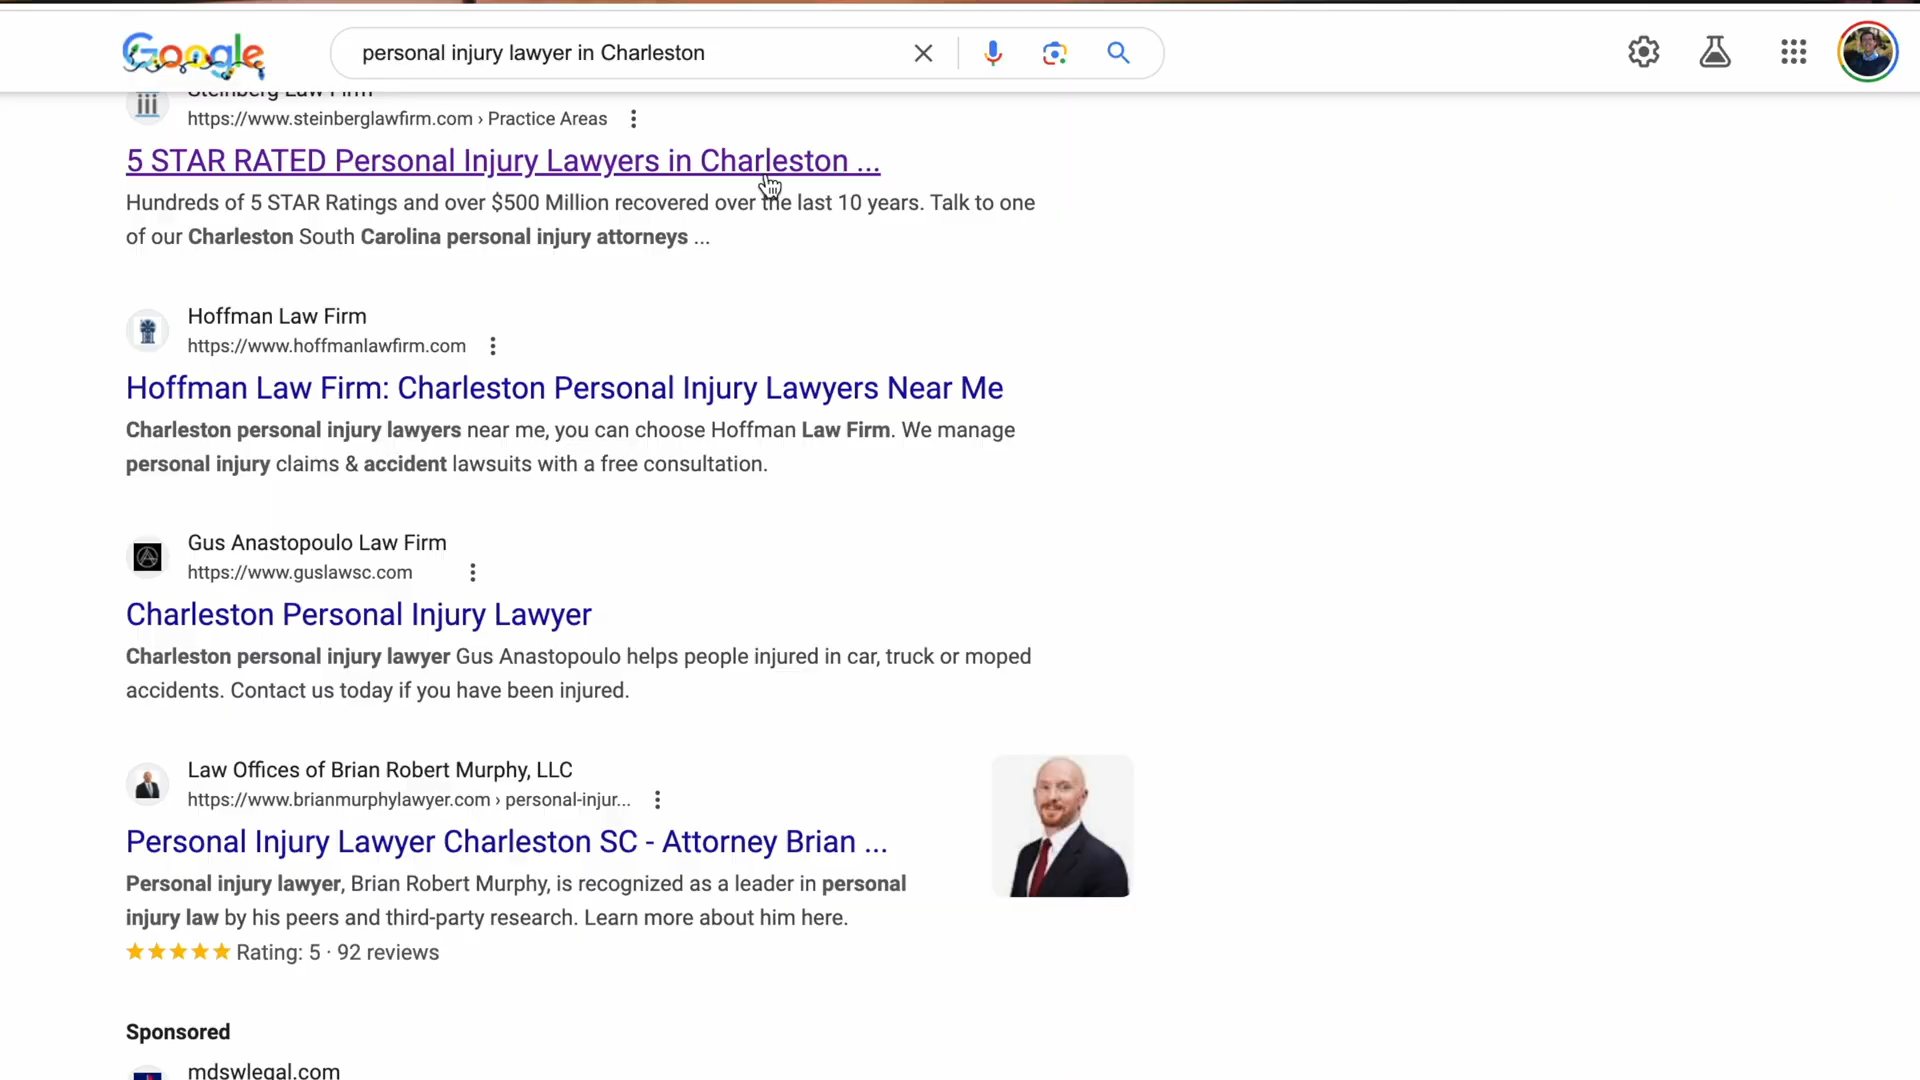 Google
personal injury lawyer in Charleston
Steinberg Law Firm
https://www.steinberglawfirm.com › Practice Areas
5 STAR RATED Personal Injury Lawyers in Charleston ...
Hundreds of 5 STAR Ratings and over $500 Million recovered over the last 10 years. Talk to one
of our Charleston South Carolina personal injury attorneys ...
Hoffman Law Firm
https://www.hoffmanlawfirm.com
Hoffman Law Firm: Charleston Personal Injury Lawyers Near Me
Charleston personal injury lawyers near me, you can choose Hoffman Law Firm. We manage
personal injury claims & accident lawsuits with a free consultation.
Gus Anastopoulo Law Firm
https://www.guslawsc.com
Charleston Personal Injury Lawyer
Charleston personal injury lawyer Gus Anastopoulo helps people injured in car, truck or moped
accidents. Contact us today if you have been injured.
Law Offices of Brian Robert Murphy, LLC
https://www.brianmurphylawyer.com › personal-injur...
Personal Injury Lawyer Charleston SC - Attorney Brian ...
Personal injury lawyer, Brian Robert Murphy, is recognized as a leader in personal
injury law by his peers and third-party research. Learn more about him here.
Rating: 5 · 92 reviews
Sponsored
mdswlegal.com